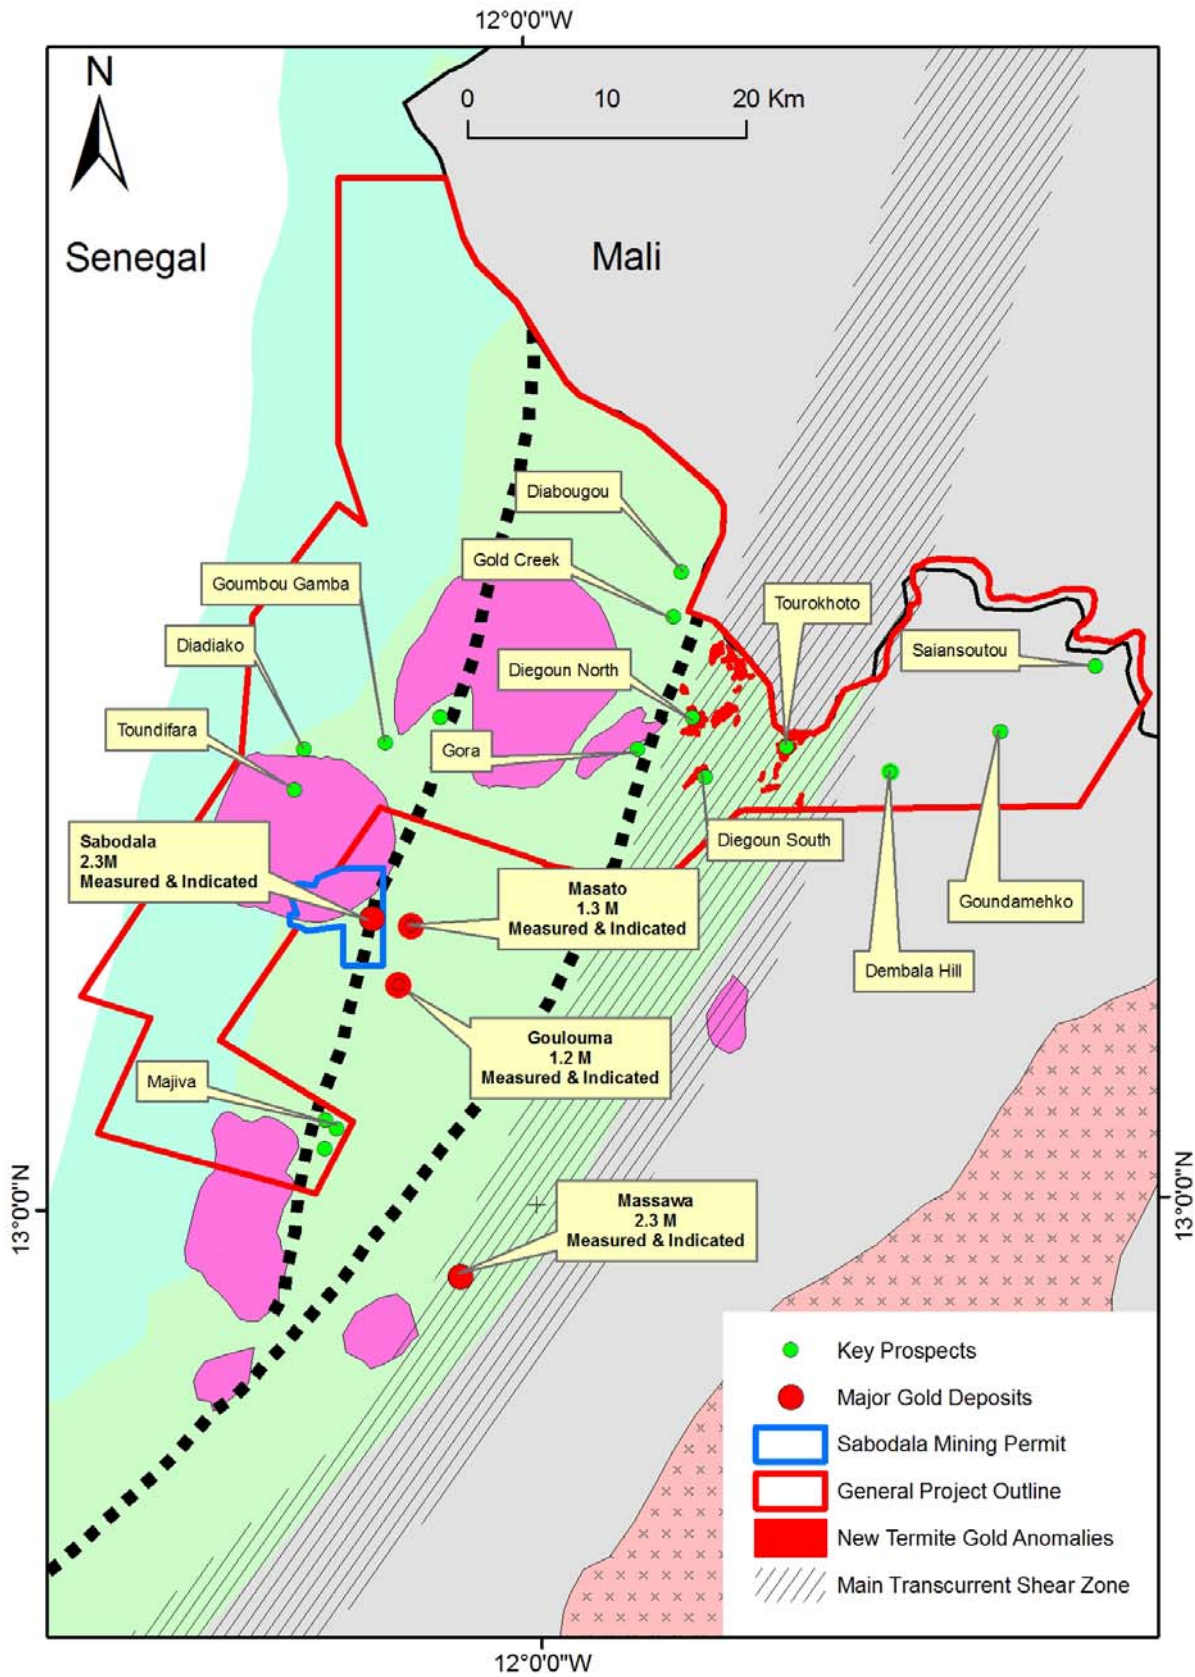 12°0'0"W
N
0 10 20 Km
Senegal
Mali
Diabougou
Gold Creek
Goumbou Gamba
Tourokhoto
Diadiako
Saiansoutou
Diegoun North
Toundifara
Gora
Sabodala
2.3M
Measured & Indicated
Diegoun South
Masato
1.3 M
Measured & Indicated
Goundamehko
Dembala Hill
Goulouma
1.2 M
Measured & Indicated
Majiva
13°0'0"N
13°0'0"N
Massawa
2.3 M
Measured & Indicated
Key Prospects
Major Gold Deposits
Sabodala Mining Permit
General Project Outline
New Termite Gold Anomalies
Main Transcurrent Shear Zone
12°0'0"W